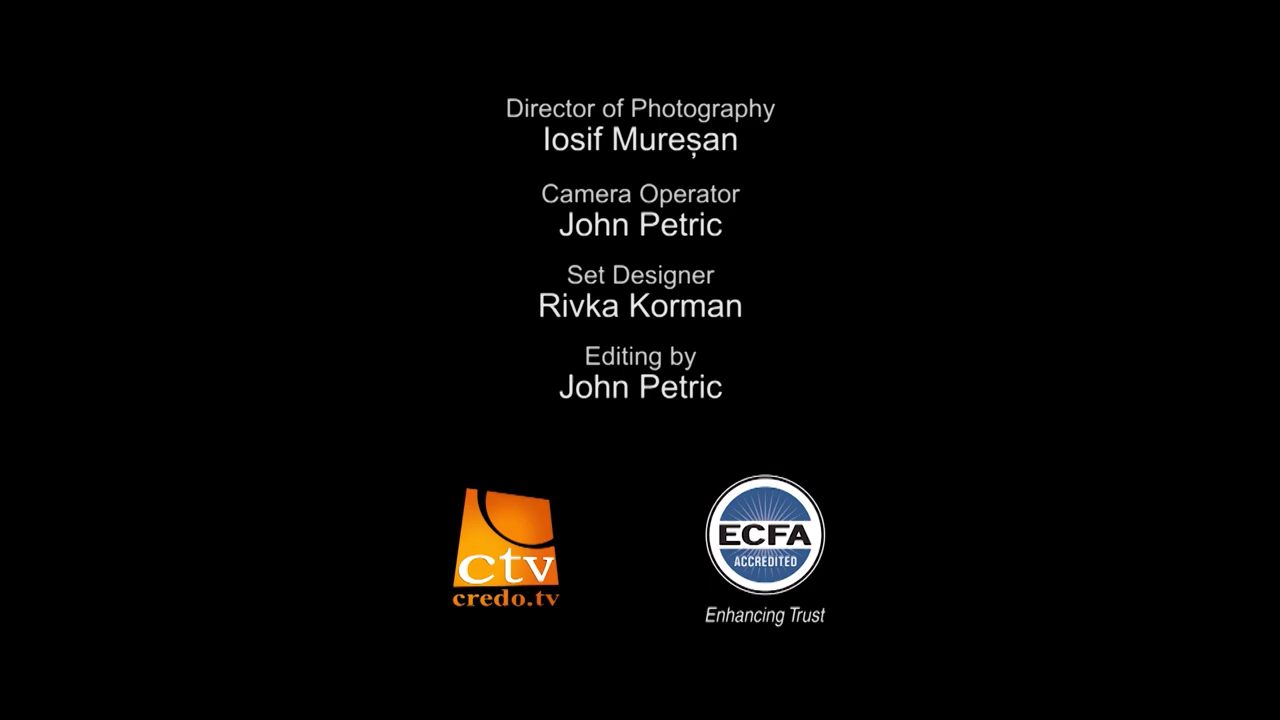 Director of Photography
Iosif Mureșan
Camera Operator
John Petric
Set Designer
Rivka Korman
Editing by
John Petric
ctv
credo.tv
ECFA
ACCREDITED
Enhancing Trust